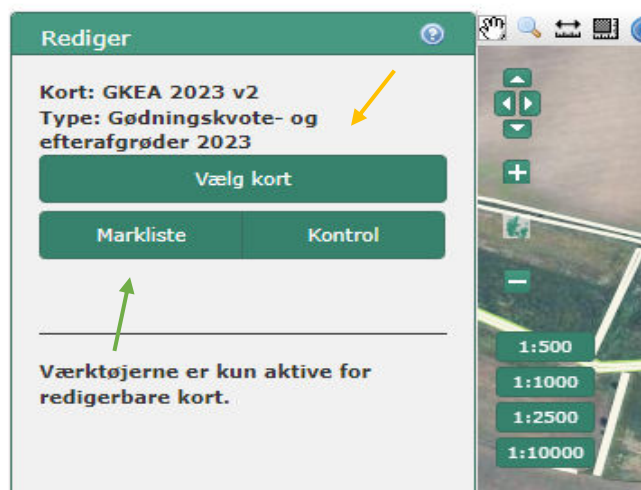 Rediger
Kort: GKEA 2023 v2
Type: Gødningskvote- og
efterafgrøder 2023
Vælg kort
Markliste Kontrol
Værktøjerne er kun aktive for
redigerbare kort.
1:500
1:1000
1:2500
1:10000